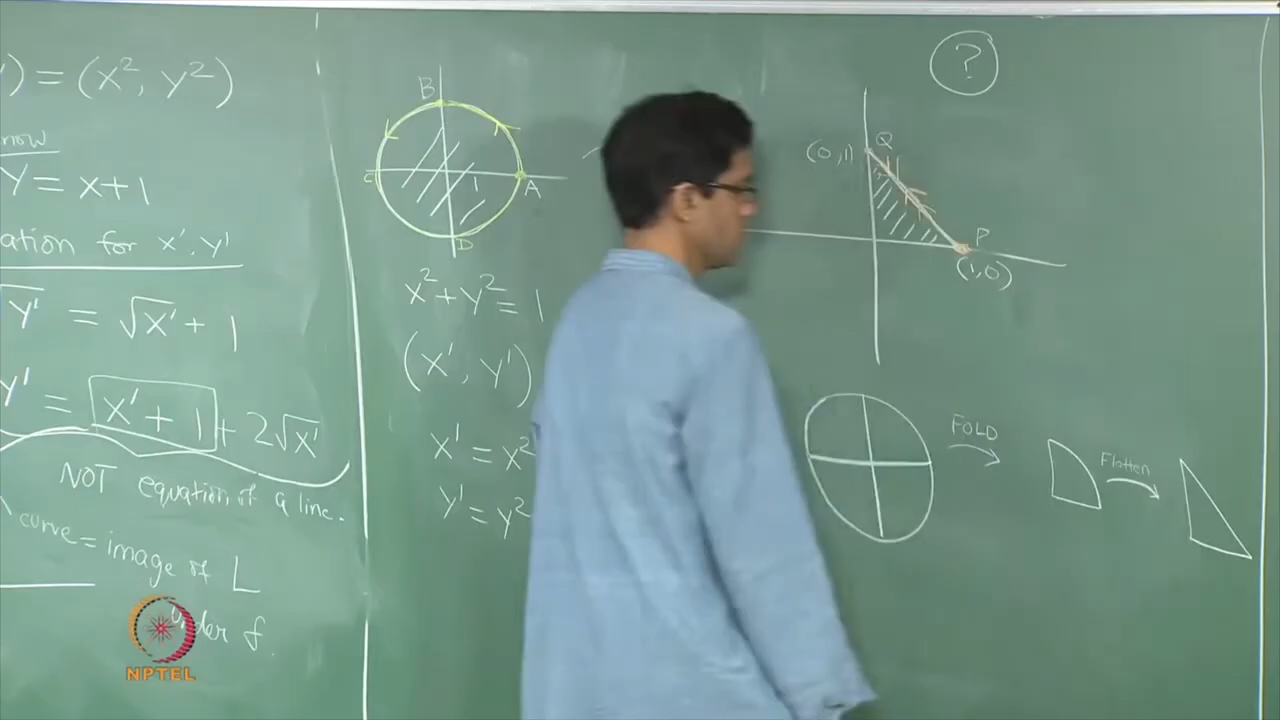 ) = (x², y²)
now
y = x+1
ation for x', y'
√y' = √x' + 1
y' = x' + 1 + 2√x'
NOT equation of a line.
curve = image of L
under f.
NPTEL
B
C
1
A
D
x² + y² = 1
(x', y')
x' = x²
y' = y²
?
(0,1)
Q
P
(1,0)
FOLD
Flatten